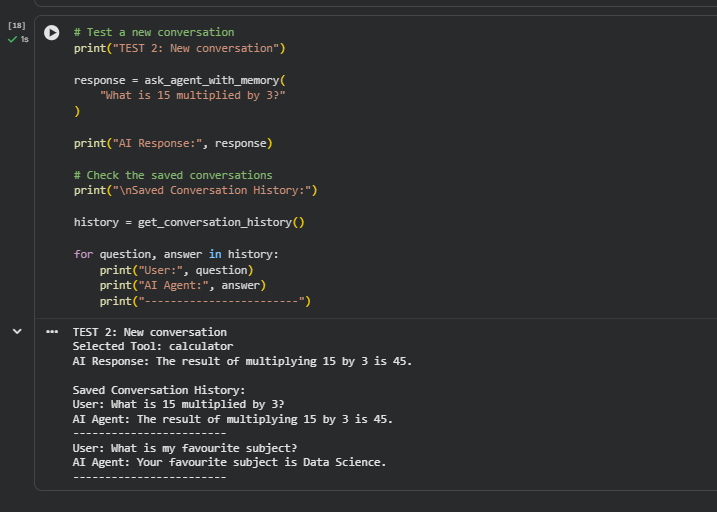 [18]
1s
# Test a new conversation
print("TEST 2: New conversation")
response = ask_agent_with_memory(
"What is 15 multiplied by 3?"
)
print("AI Response:", response)
# Check the saved conversations
print("\nSaved Conversation History:")
history = get_conversation_history()
for question, answer in history:
print("User:", question)
print("AI Agent:", answer)
print("------------------------")
TEST 2: New conversation
Selected Tool: calculator
AI Response: The result of multiplying 15 by 3 is 45.
Saved Conversation History:
User: What is 15 multiplied by 3?
AI Agent: The result of multiplying 15 by 3 is 45.
------------------------
User: What is my favourite subject?
AI Agent: Your favourite subject is Data Science.
------------------------